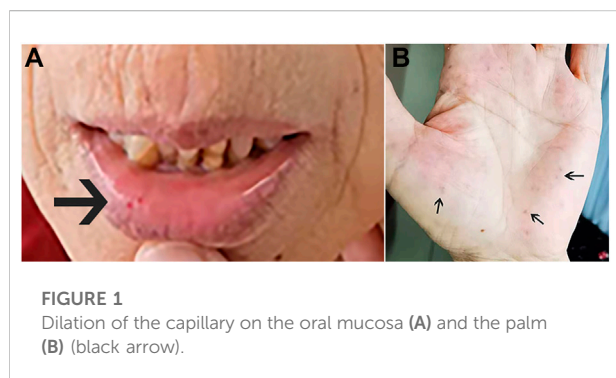 A
B
FIGURE 1
Dilation of the capillary on the oral mucosa (A) and the palm
(B) (black arrow).